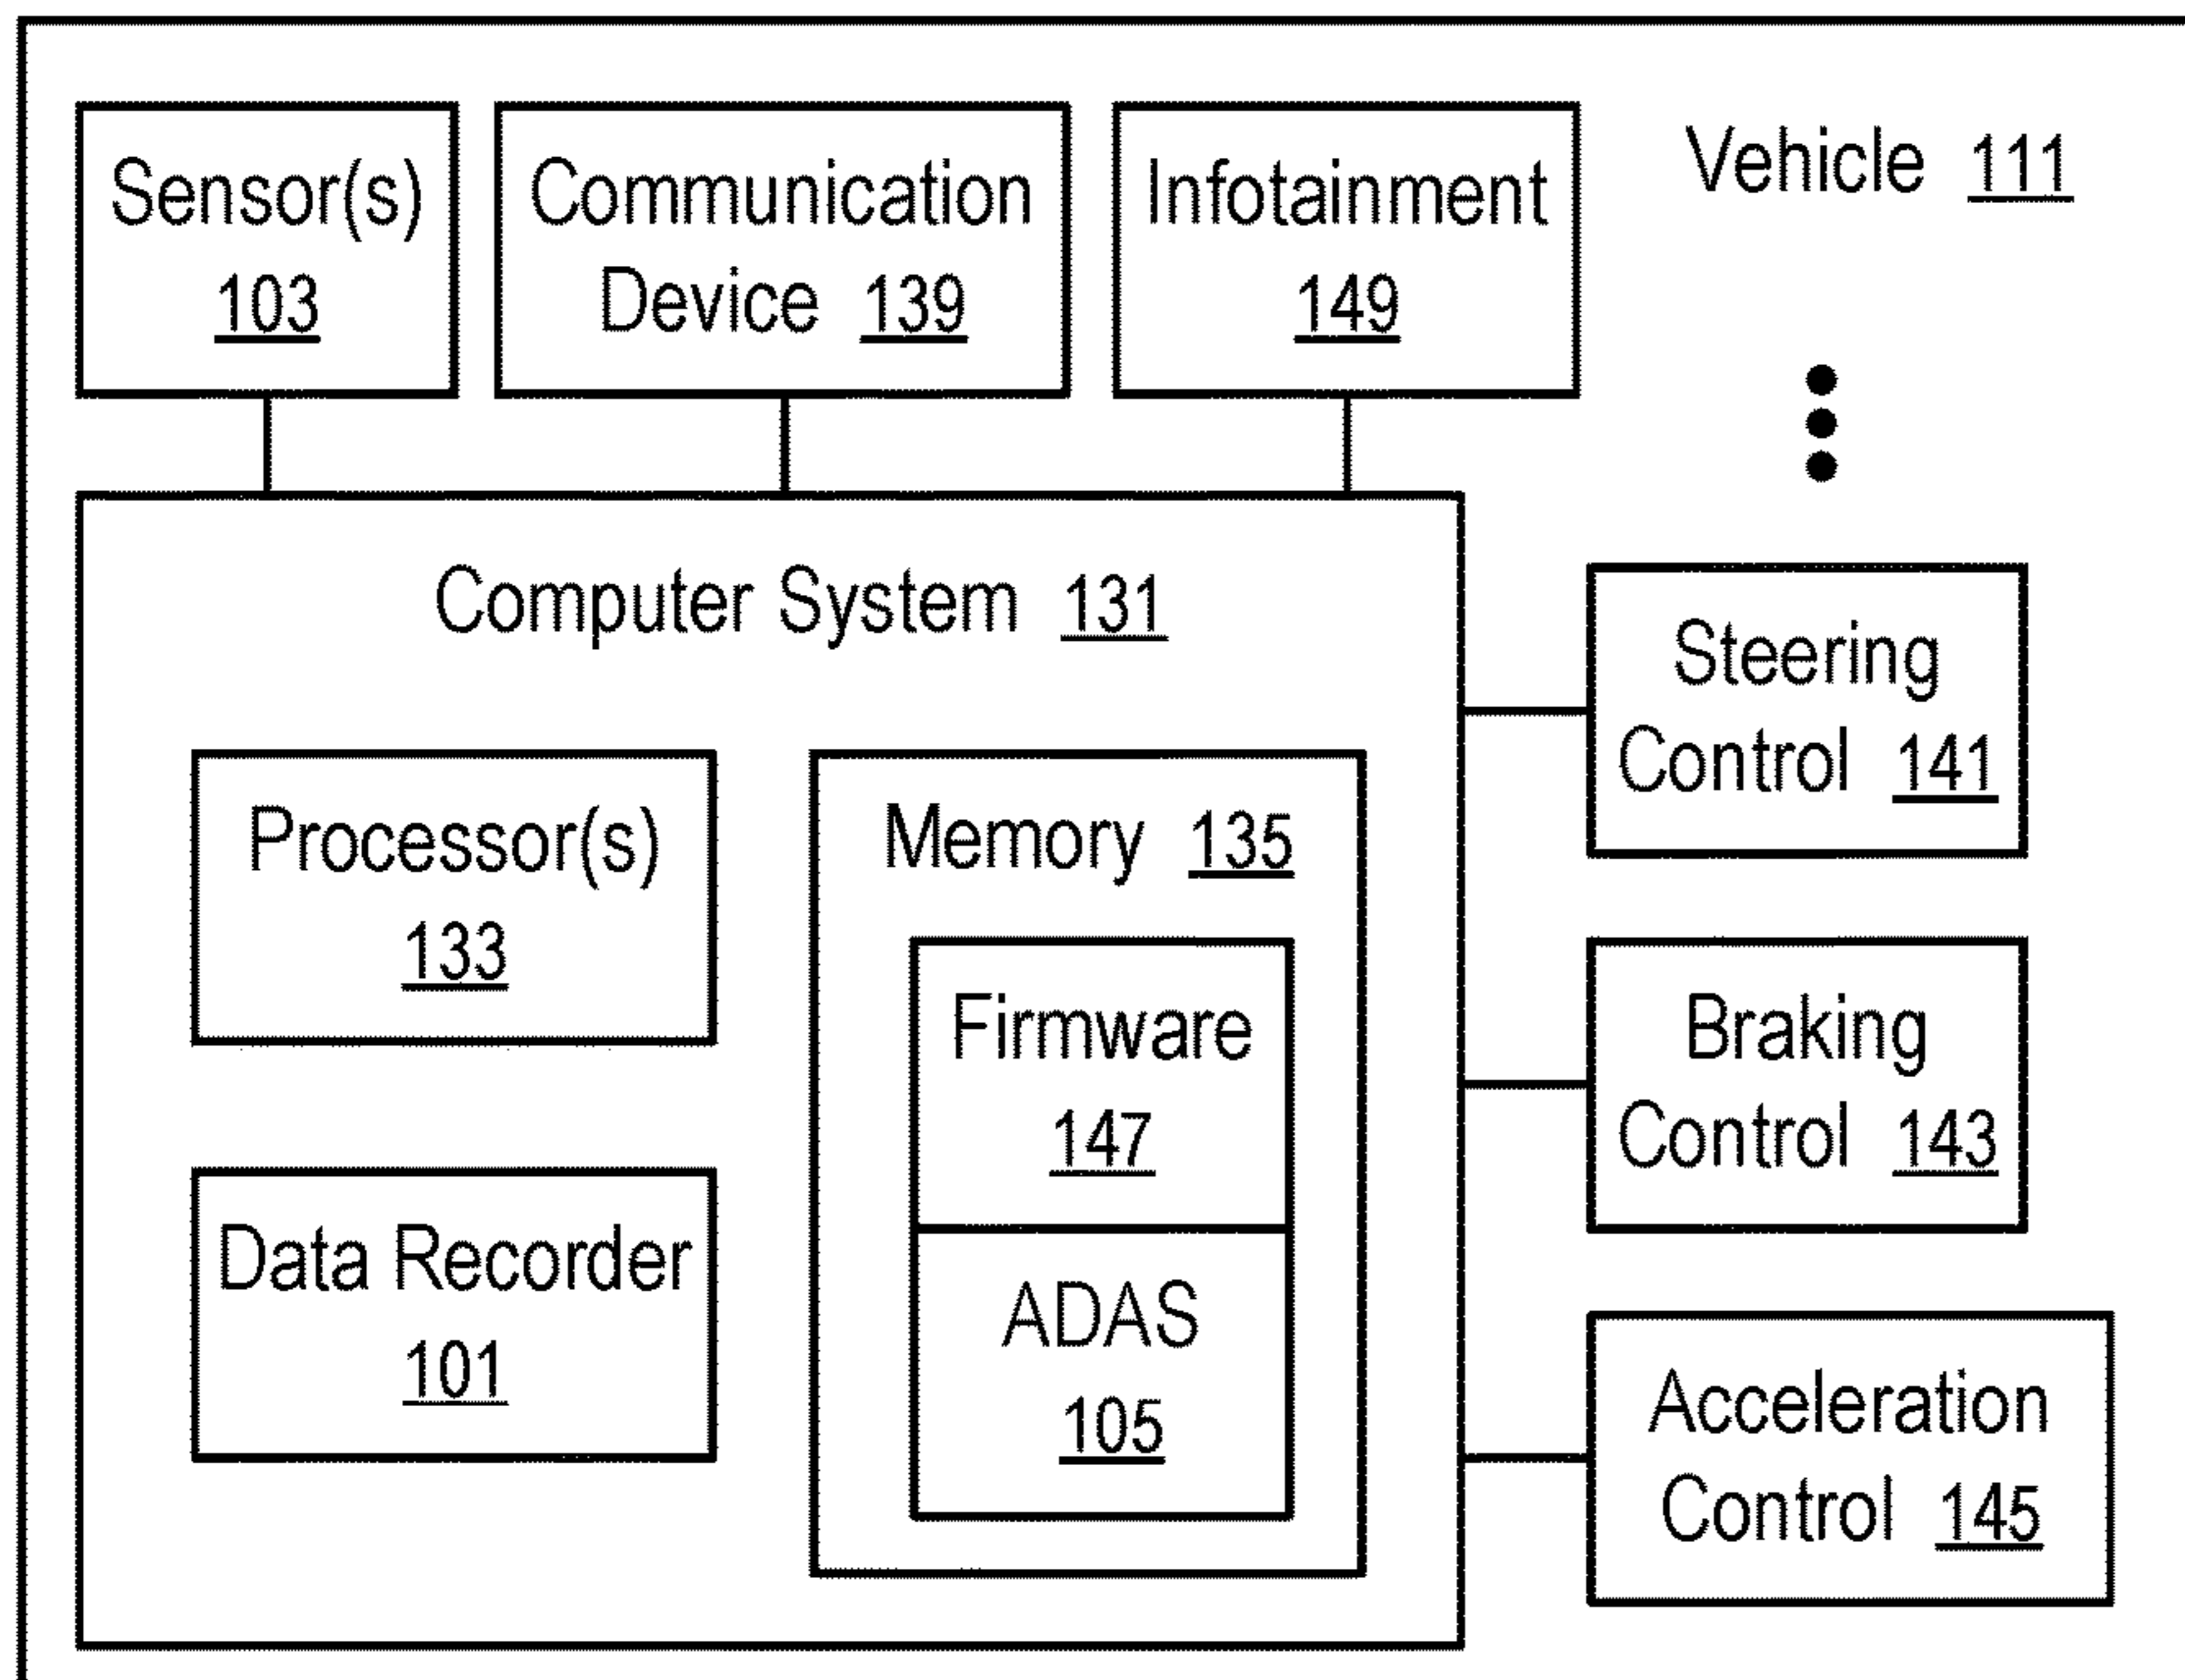 Sensor(s)
103
Communication
Device 139
Infotainment
149
Vehicle 111
Computer System 131
Processor(s)
133
Data Recorder
101
Memory 135
Firmware
147
ADAS
105
Steering
Control 141
Braking
Control 143
Acceleration
Control 145